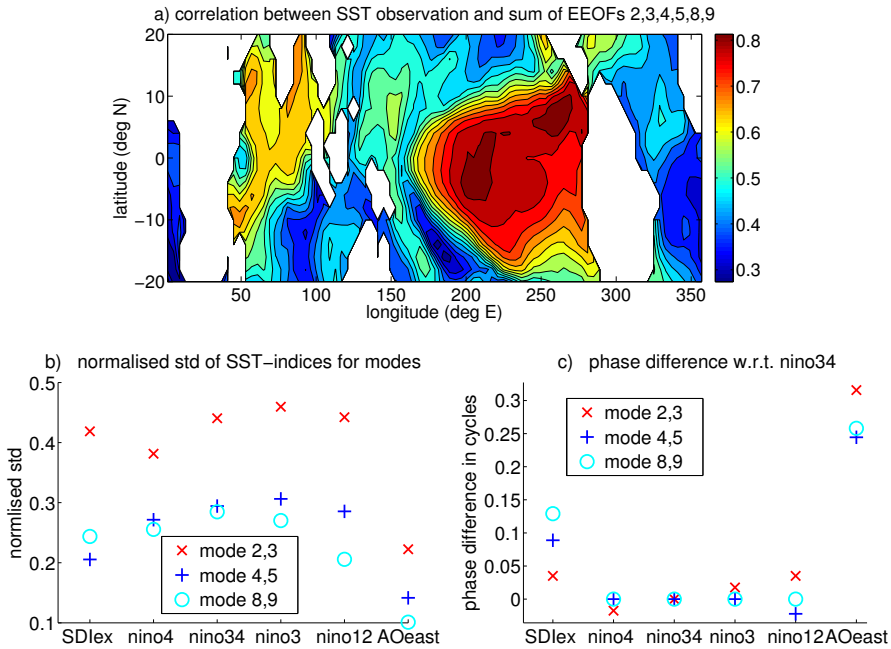 a) correlation between SST observation and sum of EEOFs 2,3,4,5,8,9
20
10
0
−10
−20
latitude (deg N)
50 100 150 200 250 300 350
longitude (deg E)
0.8
0.7
0.6
0.5
0.4
0.3
b) normalised std of SST−indices for modes
0.5
0.4
0.3
0.2
0.1
normlised std
mode 2,3
mode 4,5
mode 8,9
SDIex nino4 nino34 nino3 nino12 AOeast
c) phase difference w.r.t. nino34
0.3
0.25
0.2
0.15
0.1
0.05
0
phase difference in cycles
mode 2,3
mode 4,5
mode 8,9
SDIex nino4 nino34 nino3 nino12 AOeast